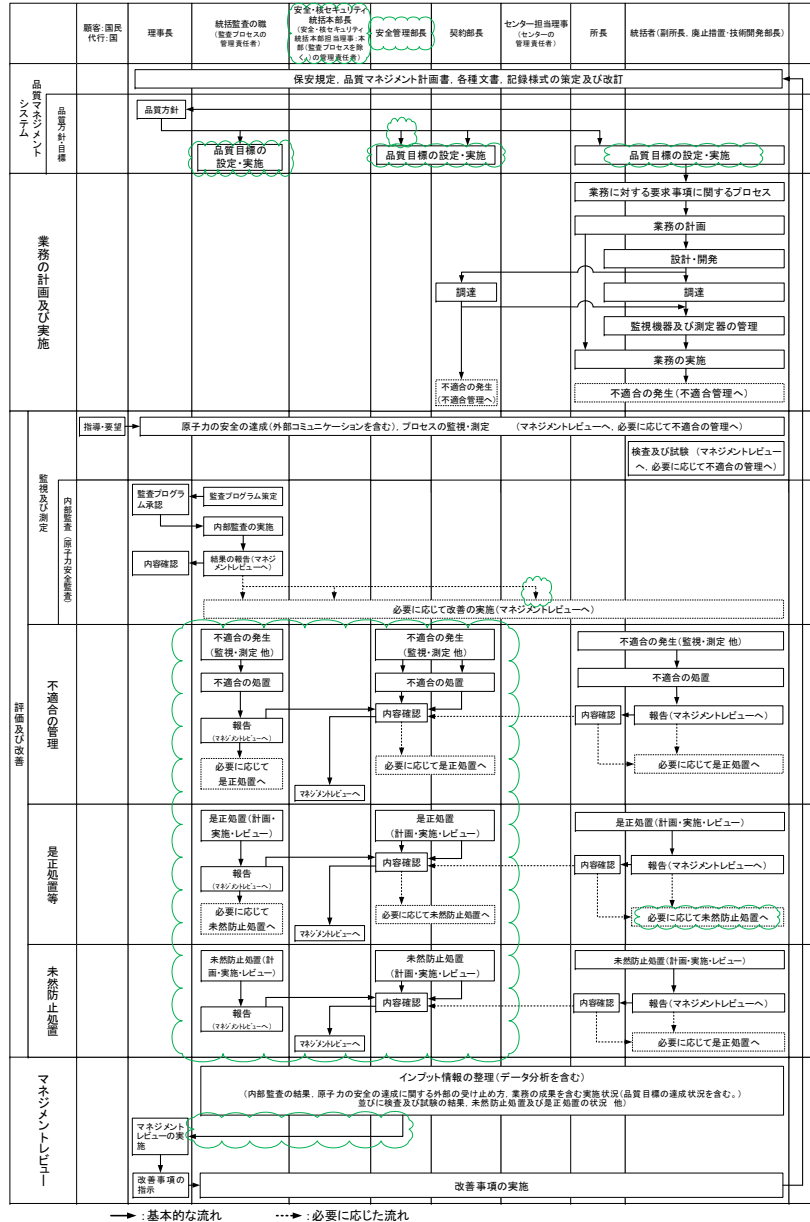 顧客:国民
代行:国
理事長
統括監査の職
(監査プロセスの
管理責任者)
安全・核セキュリティ
統括本部長
(安全・核セキュリティ
統括本部担当理事:本
部(監査プロセスを除
く。)の管理責任者)
安全管理部長
契約部長
センター担当理事
(センターの
管理責任者)
所長
統括者(副所長, 廃止措置・技術開発部長)
品質マネジメント
システム
品質方針・目標
保安規定, 品質マネジメント計画書, 各種文書, 記録様式の策定及び改訂
品質方針
品質目標の
設定・実施
品質目標の設定・実施
品質目標の設定・実施
業務の計画及び実施
業務に対する要求事項に関するプロセス
業務の計画
設計・開発
調達
調達
監視機器及び測定器の管理
業務の実施
不適合の発生
(不適合管理へ)
不適合の発生(不適合管理へ)
評価及び改善
監視及び測定
指導・要望
原子力の安全の達成(外部コミュニケーションを含む), プロセスの監視・測定 (マネジメントレビューへ, 必要に応じて不適合の管理へ)
検査及び試験 (マネジメントレビュー
へ, 必要に応じて不適合の管理へ)
内部監査(原子力安全監査)
監査プログラ
ム承認
監査プログラム策定
内部監査の実施
内容確認
結果の報告(マネジ
メントレビューへ)
必要に応じて改善の実施(マネジメントレビューへ)
不適合の管理
不適合の発生
(監視・測定 他)
不適合の発生
(監視・測定 他)
不適合の発生(監視・測定 他)
不適合の処置
不適合の処置
不適合の処置
報告
(マネジメントレビューへ)
内容確認
内容確認
報告(マネジメントレビューへ)
必要に応じて
是正処置へ
マネジメントレビューへ
必要に応じて是正処置へ
必要に応じて是正処置へ
是正処置等
是正処置(計画・
実施・レビュー)
是正処置
(計画・実施・レビュー)
是正処置(計画・実施・レビュー)
報告
(マネジメントレビューへ)
内容確認
内容確認
報告(マネジメントレビューへ)
必要に応じて
未然防止処置へ
マネジメントレビューへ
必要に応じて未然防止処置へ
必要に応じて未然防止処置へ
未然防止処置
未然防止処置(計
画・実施・レビュー)
未然防止処置
(計画・実施・レビュー)
未然防止処置(計画・実施・レビュー)
報告
(マネジメントレビューへ)
マネジメントレビューへ
内容確認
内容確認
報告(マネジメントレビューへ)
必要に応じて是正処置へ
マネジメントレビュー
インプット情報の整理(データ分析を含む)
(内部監査の結果, 原子力の安全の達成に関する外部の受け止め方, 業務の成果を含む実施状況(品質目標の達成状況を含む。)
並びに検査及び試験の結果, 未然防止処置及び是正処置の状況 他)
マネジメント
レビューの実
施
改善事項の
指示
改善事項の実施
:基本的な流れ
:必要に応じた流れ